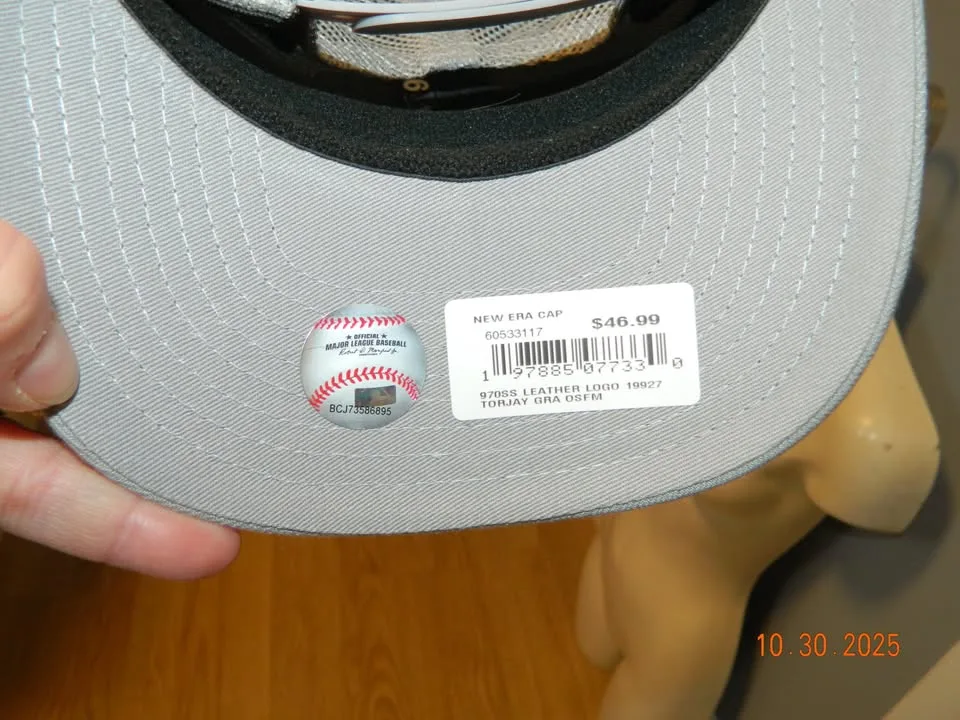 NEW ERA CAP
60533117
$46.99
1 97885 07733 0
970SS LEATHER LOGO 19927
TORJAY GRA OSFM
★ OFFICIAL ★
MAJOR LEAGUE BASEBALL
BCJ73586895
10.30.2025